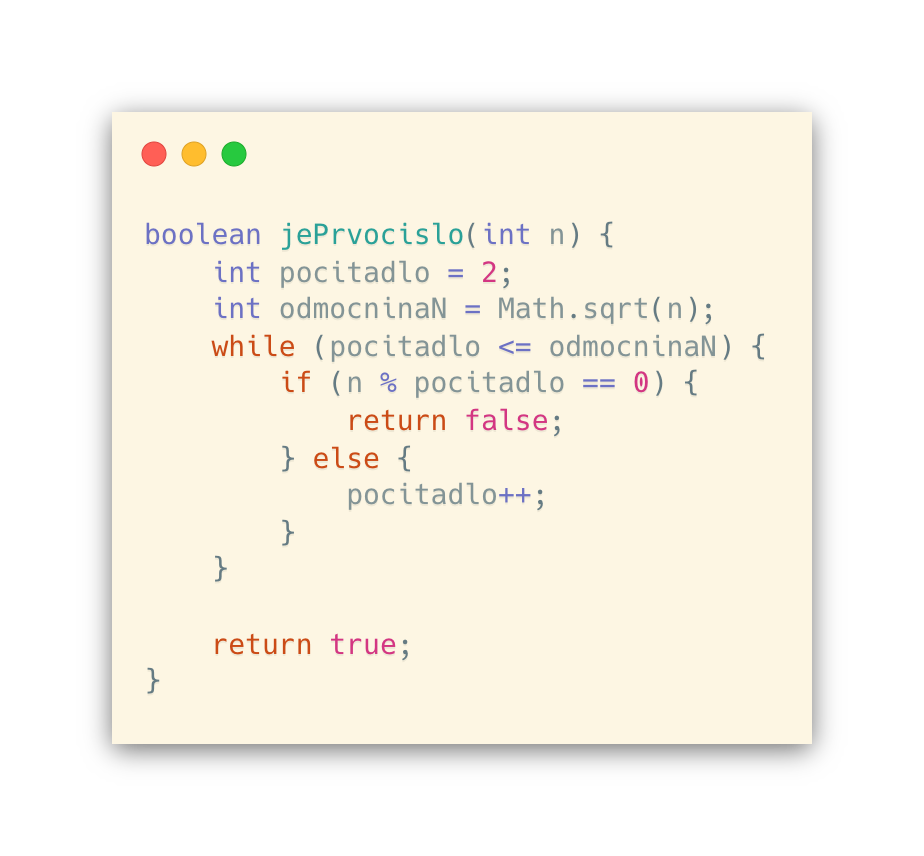 boolean jePrvocislo(int n) {
    int pocitadlo = 2;
    int odmocninaN = Math.sqrt(n);
    while (pocitadlo <= odmocninaN) {
        if (n % pocitadlo == 0) {
            return false;
        } else {
            pocitadlo++;
        }
    }

    return true;
}